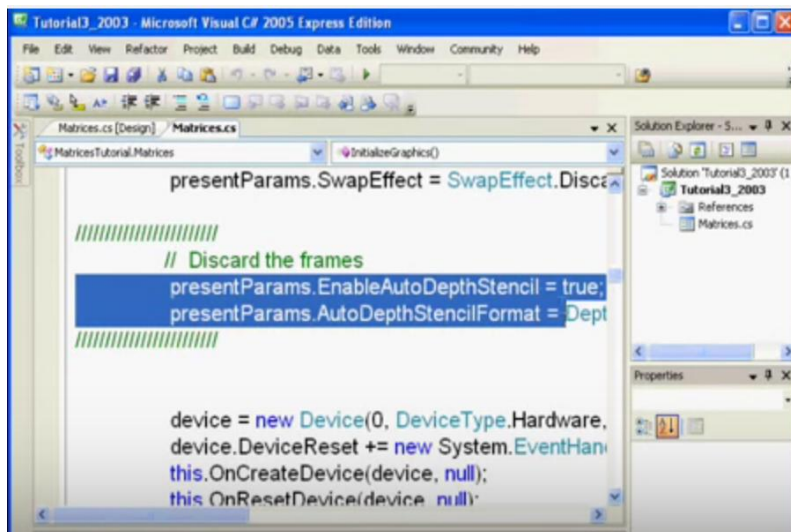 Tutorial3_2003 - Microsoft Visual C# 2005 Express Edition
File Edit View Refactor Project Build Debug Data Tools Window Community Help
Matrices.cs [Design] Matrices.cs
Solution Explorer - S...
Toolbox
MatricesTutorial.Matrices InitializeGraphics()
Solution 'Tutorial3_2003' (1
Tutorial3_2003
References
Matrices.cs
presentParams.SwapEffect = SwapEffect.Disca
////////////////////////
// Discard the frames
presentParams.EnableAutoDepthStencil = true;
presentParams.AutoDepthStencilFormat = Dept
////////////////////////
device = new Device(0, DeviceType.Hardware,
device.DeviceReset += new System.EventHan
this.OnCreateDevice(device, null);
this.OnResetDevice(device, null);
Properties